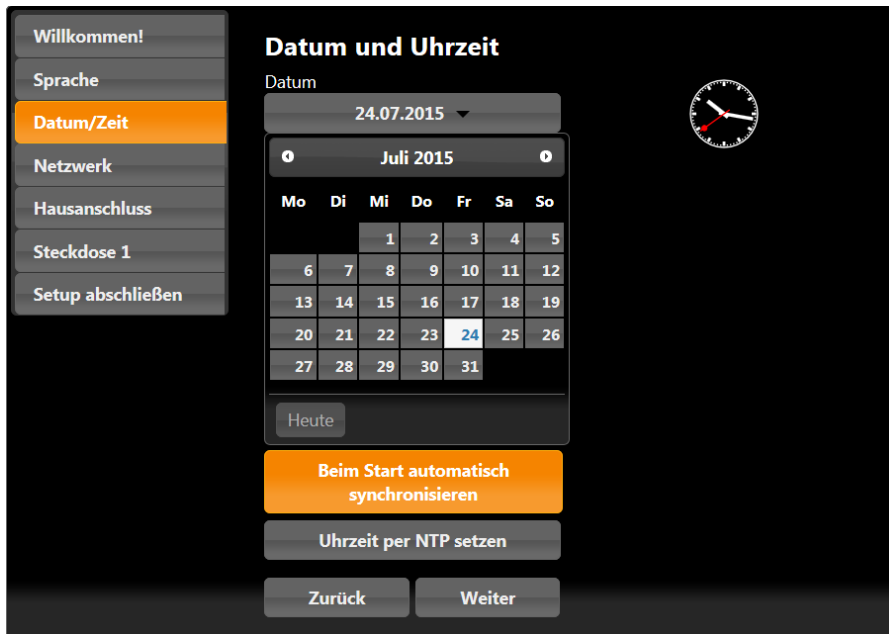 Willkommen!
Sprache
Datum/Zeit
Netzwerk
Hausanschluss
Steckdose 1
Setup abschließen
Datum und Uhrzeit
Datum
24.07.2015
Juli 2015
Mo Di Mi Do Fr Sa So
1 2 3 4 5
6 7 8 9 10 11 12
13 14 15 16 17 18 19
20 21 22 23 24 25 26
27 28 29 30 31
Heute
Beim Start automatisch
synchronisieren
Uhrzeit per NTP setzen
Zurück Weiter